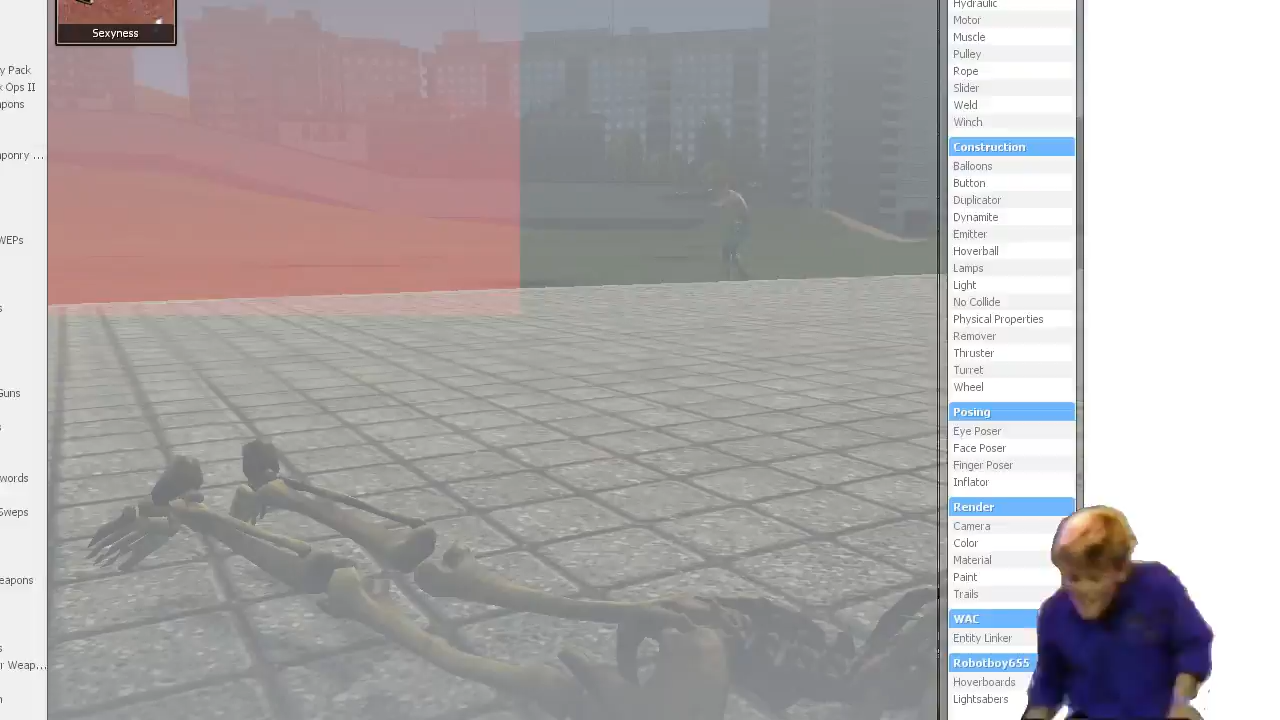 Sexyness
y Pack
k Ops II
apons
aponry ...
WEPs
s
Guns
s
words
Sweps
eapons
s
r Weap...
n
Hydraulic
Motor
Muscle
Pulley
Rope
Slider
Weld
Winch
Construction
Balloons
Button
Duplicator
Dynamite
Emitter
Hoverball
Lamps
Light
No Collide
Physical Properties
Remover
Thruster
Turret
Wheel
Posing
Eye Poser
Face Poser
Finger Poser
Inflator
Render
Camera
Color
Material
Paint
Trails
WAC
Entity Linker
Robotboy655
Hoverboards
Lightsabers